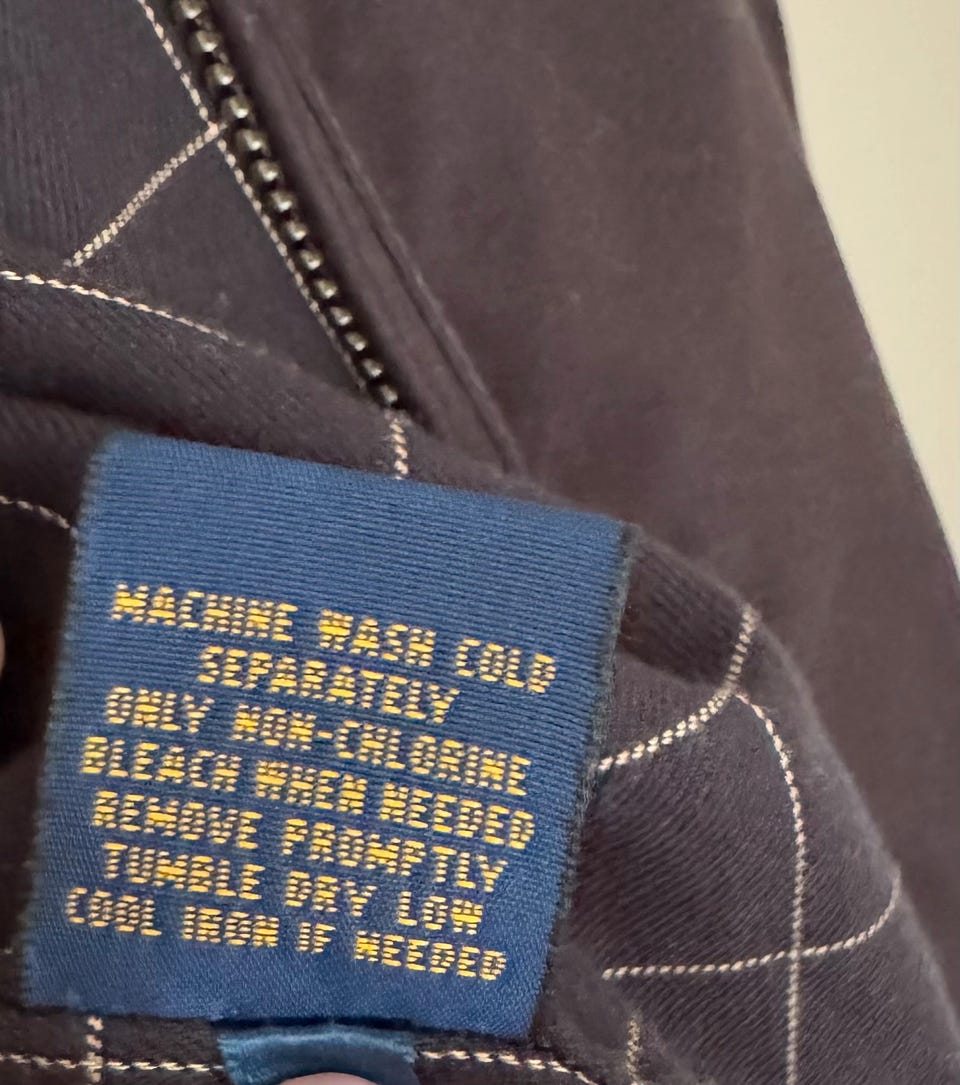 MACHINE WASH COLD
SEPARATELY
ONLY NON-CHLORINE
BLEACH WHEN NEEDED
REMOVE PROMPTLY
TUMBLE DRY LOW
COOL IRON IF NEEDED